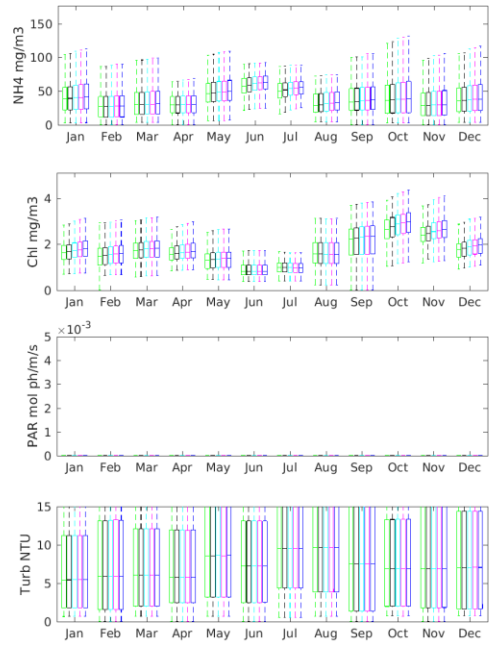 150
100
50
0
NH4 mg/m3
Jan Feb Mar Apr May Jun Jul Aug Sep Oct Nov Dec
4
2
0
Chl mg/m3
Jan Feb Mar Apr May Jun Jul Aug Sep Oct Nov Dec
×10⁻³
5
4
3
2
1
0
PAR mol ph/m/s
Jan Feb Mar Apr May Jun Jul Aug Sep Oct Nov Dec
15
10
5
0
Turb NTU
Jan Feb Mar Apr May Jun Jul Aug Sep Oct Nov Dec